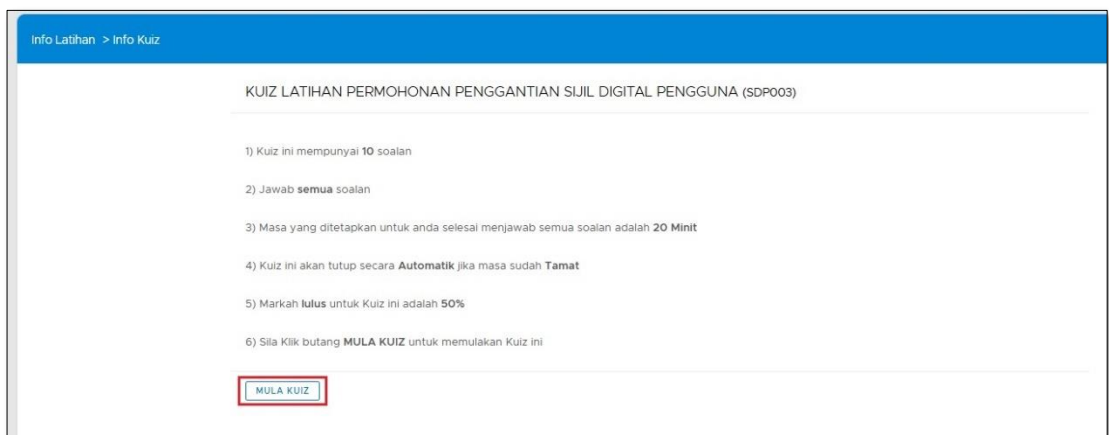 Info Latihan > Info Kuiz
KUIZ LATIHAN PERMOHONAN PENGGANTIAN SIJIL DIGITAL PENGGUNA (SDP003)
1) Kuiz ini mempunyai 10 soalan
2) Jawab semua soalan
3) Masa yang ditetapkan untuk anda selesai menjawab semua soalan adalah 20 Minit
4) Kuiz ini akan tutup secara Automatik jika masa sudah Tamat
5) Markah lulus untuk Kuiz ini adalah 50%
6) Sila Klik butang MULA KUIZ untuk memulakan Kuiz ini
MULA KUIZ